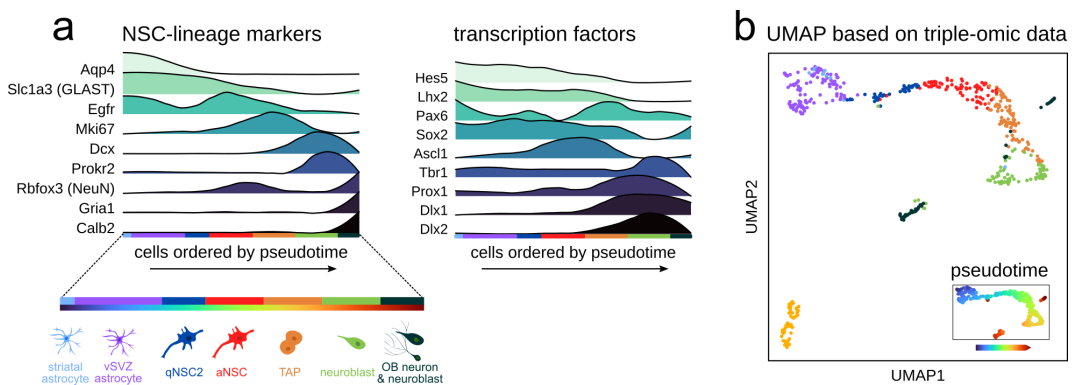 a
NSC-lineage markers
Aqp4
Slc1a3 (GLAST)
Egfr
Mki67
Dcx
Prokr2
Rbfox3 (NeuN)
Gria1
Calb2
cells ordered by pseudotime
transcription factors
Hes5
Lhx2
Pax6
Sox2
Ascl1
Tbr1
Prox1
Dlx1
Dlx2
cells ordered by pseudotime
striatal
astrocyte
vSVZ
astrocyte
qNSC2
aNSC
TAP
neuroblast
OB neuron
& neuroblast
b
UMAP based on triple-omic data
UMAP2
pseudotime
UMAP1